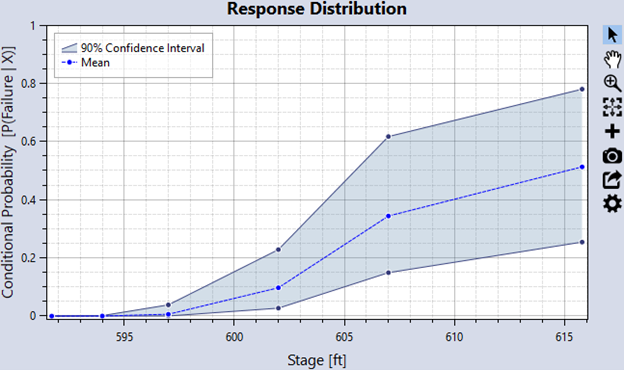 Response Distribution
90% Confidence Interval
Mean
Conditional Probability [P(Failure | X)]
1
0.8
0.6
0.4
0.2
0
595
600
605
610
615
Stage [ft]